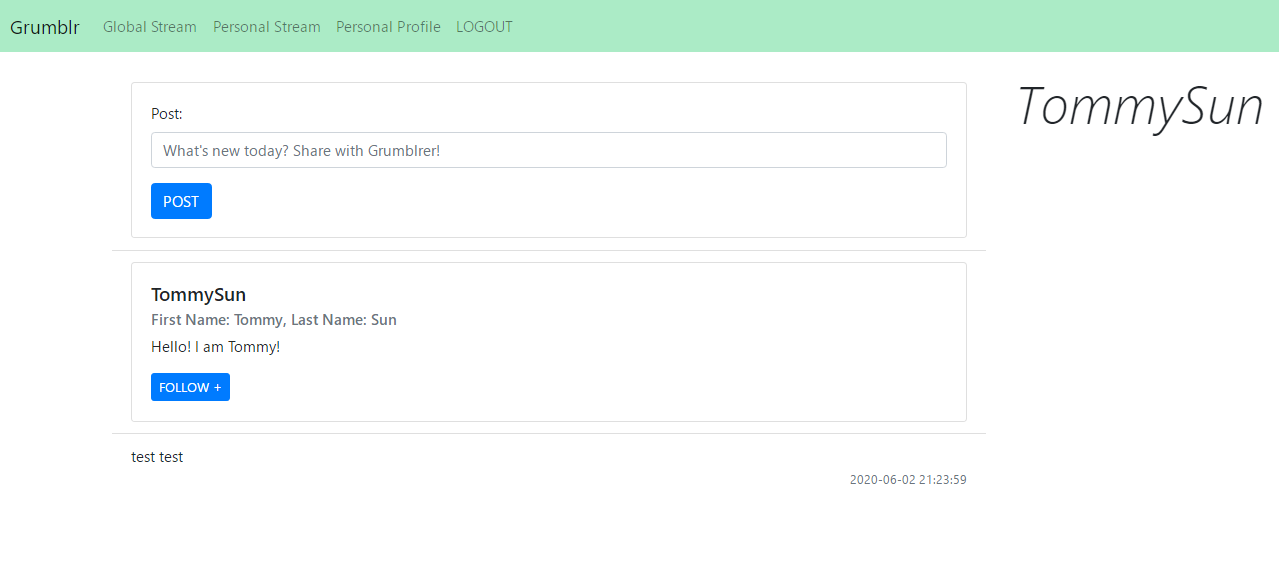 Grumblr Global Stream Personal Stream Personal Profile LOGOUT
TommySun
Post:
What's new today? Share with Grumblrer!
POST
TommySun
First Name: Tommy, Last Name: Sun
Hello! I am Tommy!
FOLLOW +
test test
2020-06-02 21:23:59